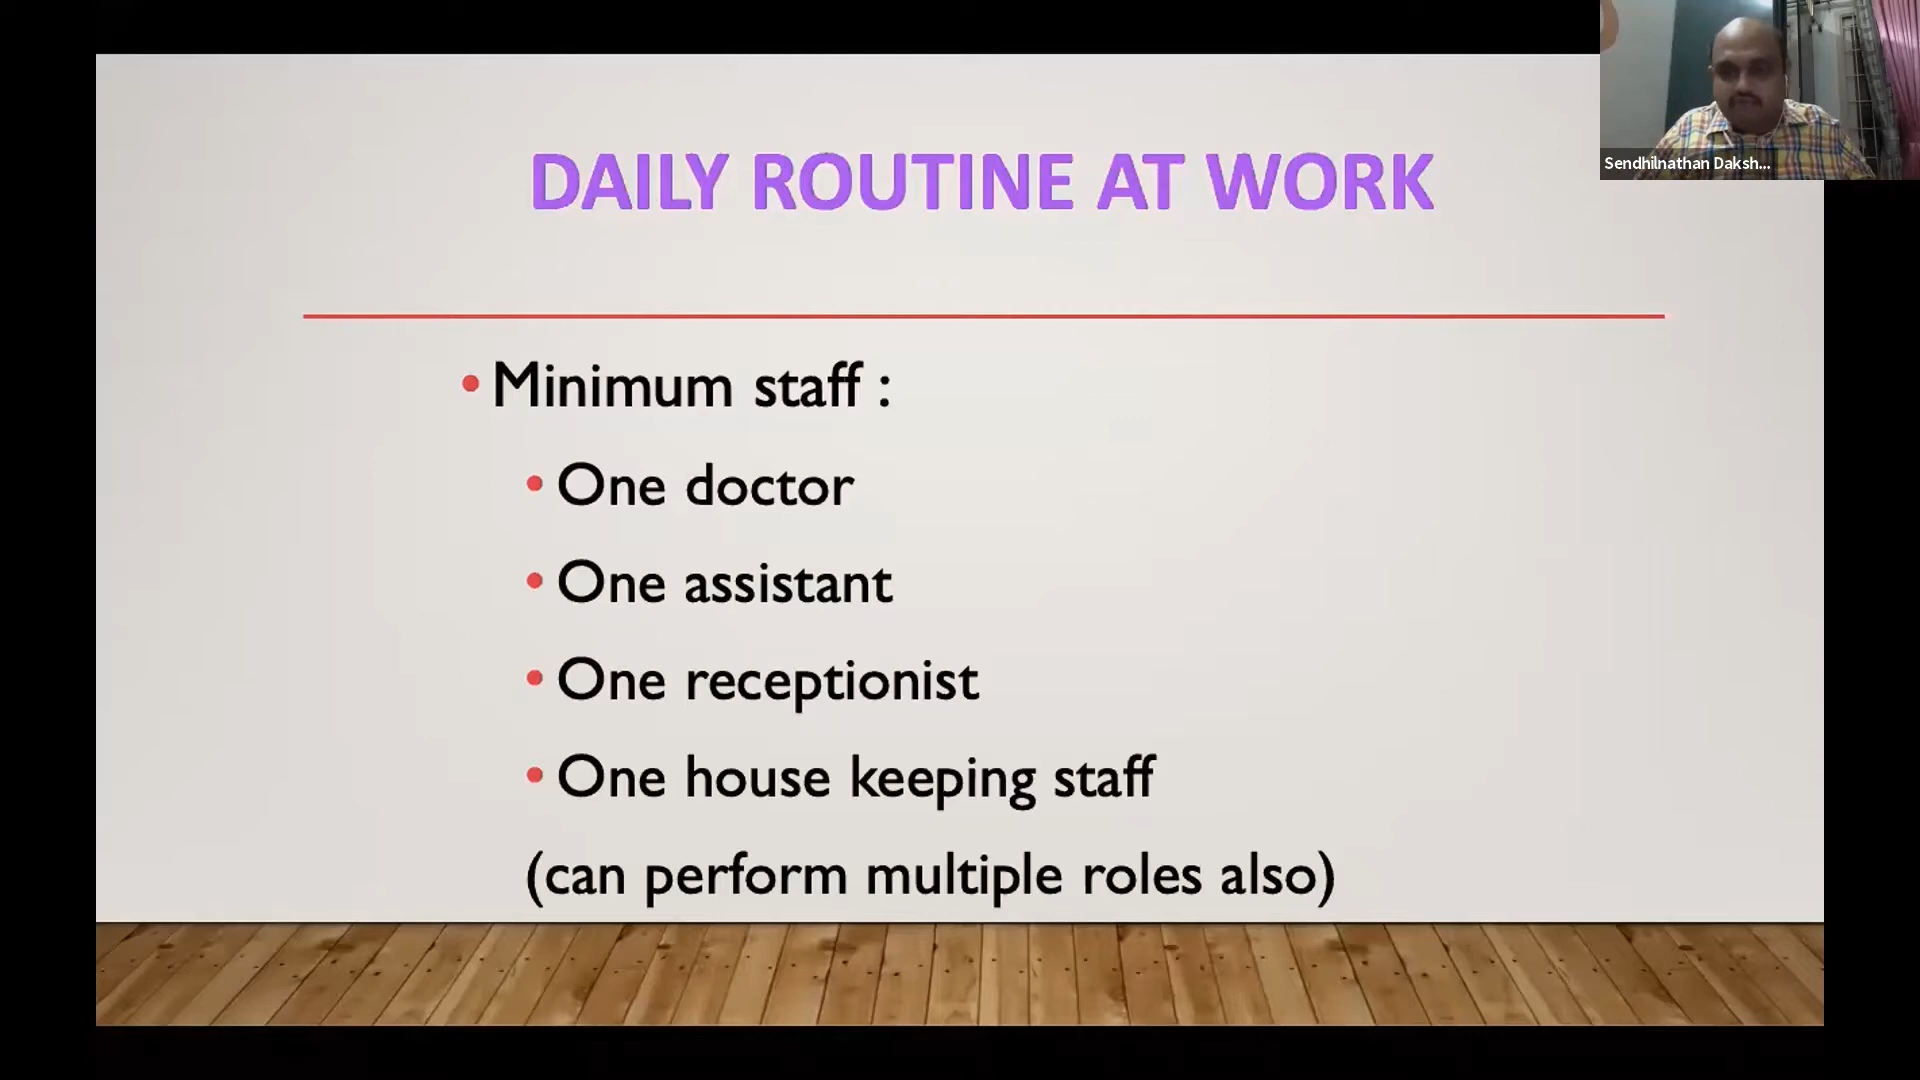 Sendhilnathan Daksh...
DAILY ROUTINE AT WORK
• Minimum staff :
• One doctor
• One assistant
• One receptionist
• One house keeping staff
(can perform multiple roles also)